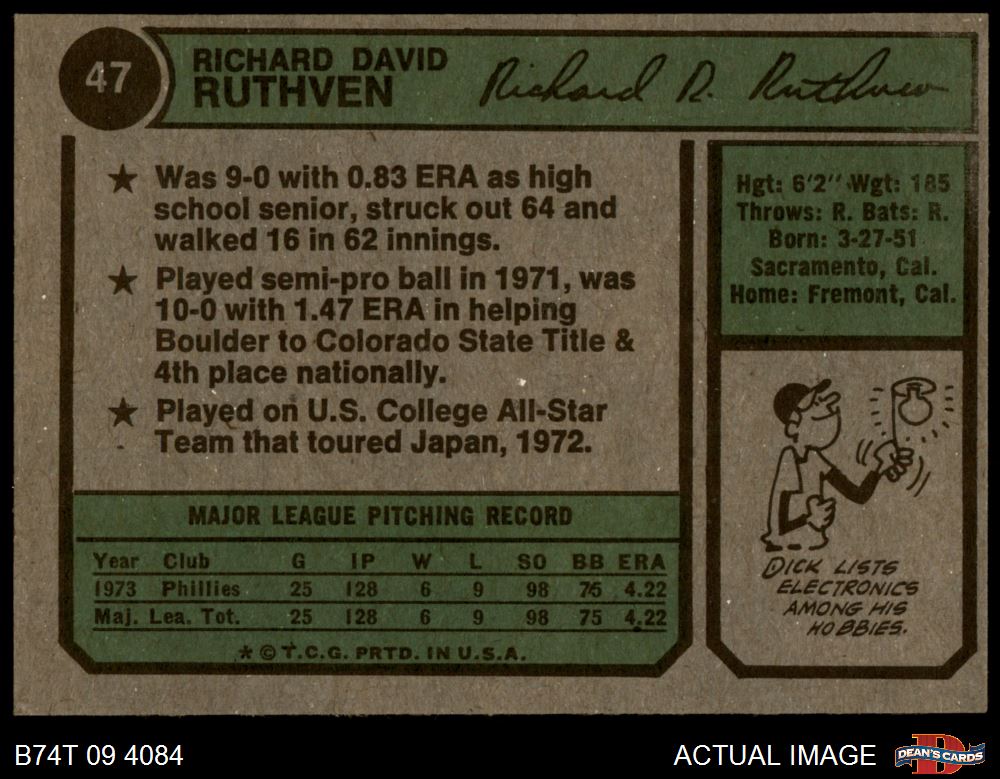 47
RICHARD DAVID
RUTHVEN
Richard D. Ruthven
★ Was 9-0 with 0.83 ERA as high
school senior, struck out 64 and
walked 16 in 62 innings.
★ Played semi-pro ball in 1971, was
10-0 with 1.47 ERA in helping
Boulder to Colorado State Title &
4th place nationally.
★ Played on U.S. College All-Star
Team that toured Japan, 1972.
MAJOR LEAGUE PITCHING RECORD
Year Club G IP W L SO BB ERA
1973 Phillies 25 128 6 9 98 75 4.22
Maj. Lea. Tot. 25 128 6 9 98 75 4.22
* © T.C.G. PRTD. IN U.S.A.
Hgt: 6'2" Wgt: 185
Throws: R. Bats: R.
Born: 3-27-51
Sacramento, Cal.
Home: Fremont, Cal.
DICK LISTS
ELECTRONICS
AMONG HIS
HOBBIES.
B74T 09 4084
ACTUAL IMAGE
DEAN'S CARDS